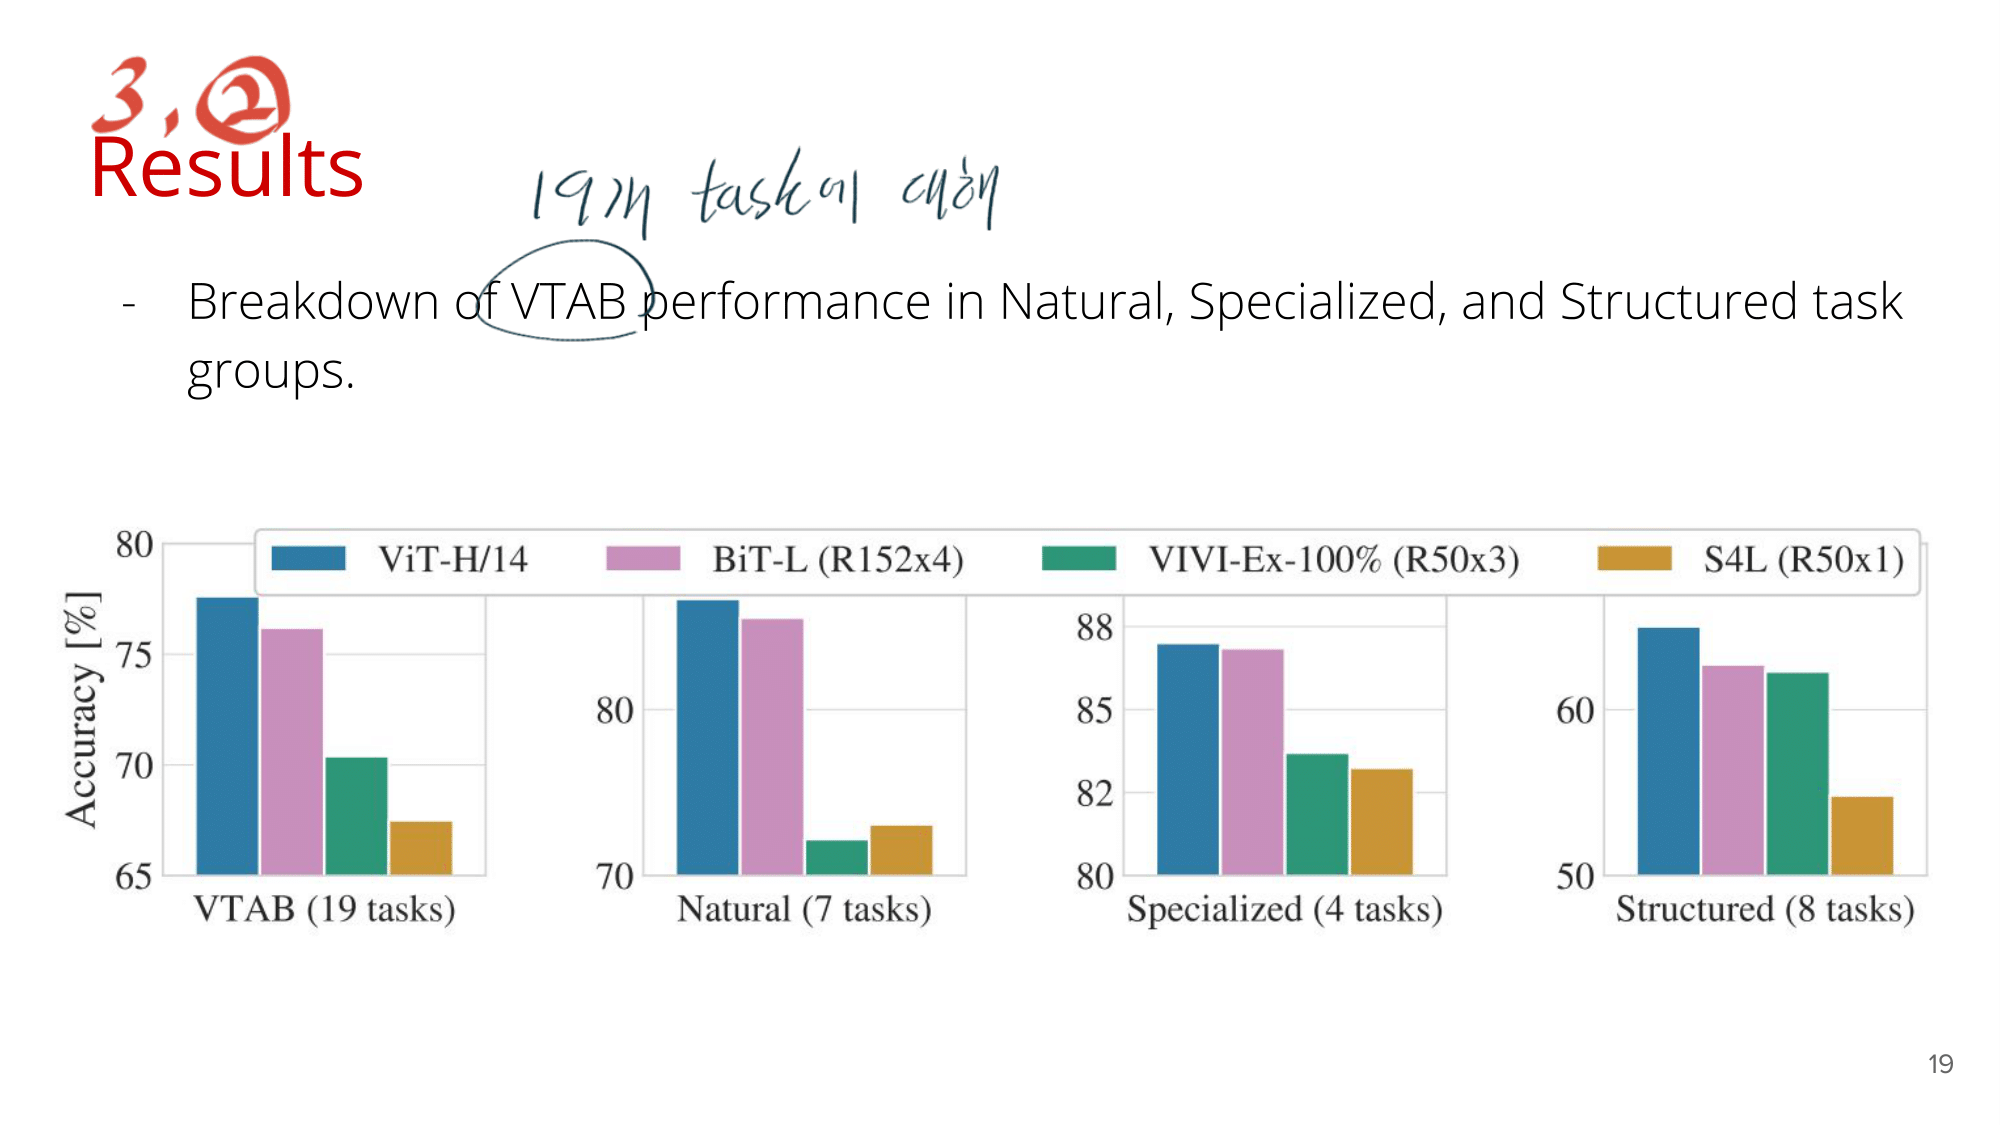 3. ②
Results
19개 task에 대해
- Breakdown of VTAB performance in Natural, Specialized, and Structured task
groups.
ViT-H/14 BiT-L (R152x4) VIVI-Ex-100% (R50x3) S4L (R50x1)
Accuracy [%]
80
75
70
65
VTAB (19 tasks)
80
70
Natural (7 tasks)
88
85
82
80
Specialized (4 tasks)
60
50
Structured (8 tasks)
19